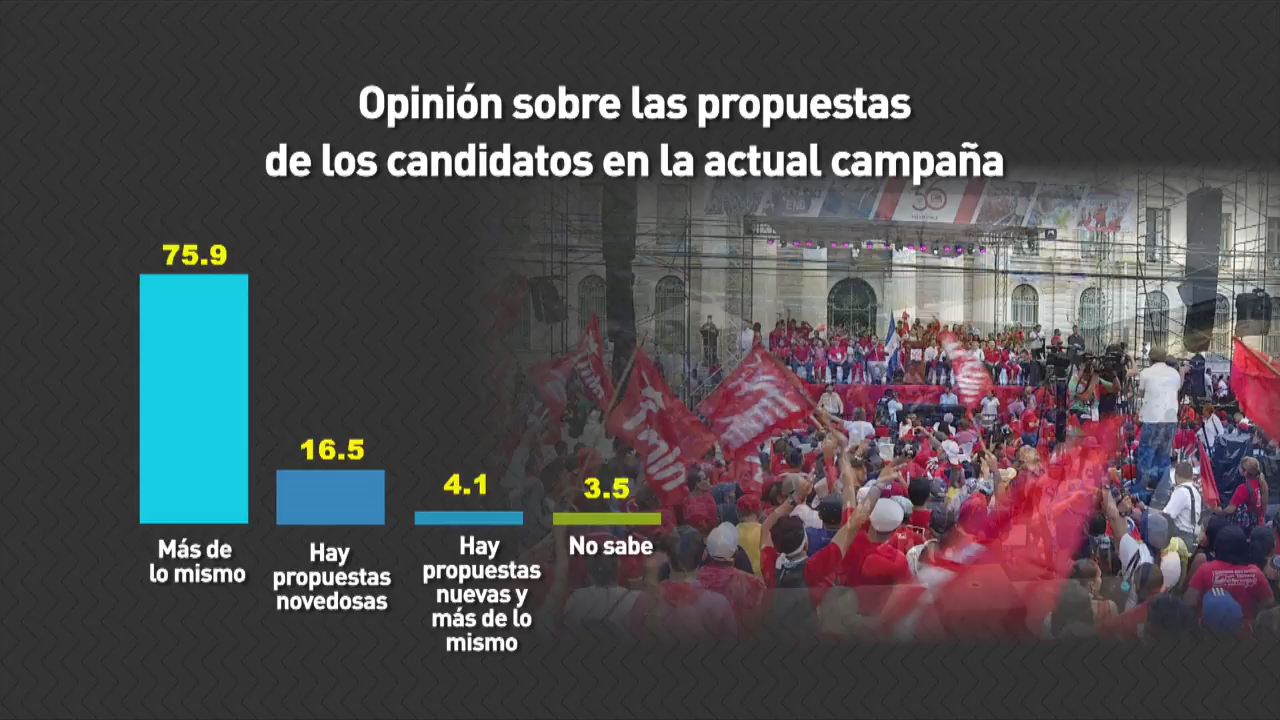 Opinión sobre las propuestas
de los candidatos en la actual campaña
75.9
16.5
4.1
3.5
Más de
lo mismo
Hay
propuestas
novedosas
Hay
propuestas
nuevas y
más de lo
mismo
No sabe